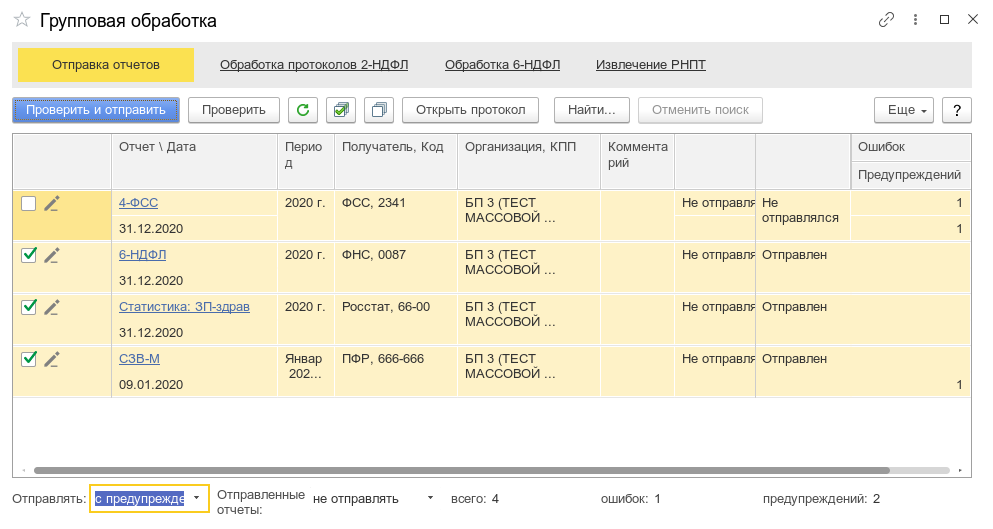 Групповая обработка
Отправка отчетов Обработка протоколов 2-НДФЛ Обработка 6-НДФЛ Извлечение РНПТ
Проверить и отправить Проверить Открыть протокол Найти... Отменить поиск Еще ?
Отчет \ Дата Перио Получатель, Код Организация, КПП Коммента Ошибок
д рий
Предупреждений
4-ФСС 2020 г. ФСС, 2341 БП 3 (ТЕСТ Не отправля Не 1
МАССОВОЙ ... отправлялся
31.12.2020 1
6-НДФЛ 2020 г. ФНС, 0087 БП 3 (ТЕСТ Не отправля Отправлен
МАССОВОЙ ...
31.12.2020
Статистика: ЗП-здрав 2020 г. Росстат, 66-00 БП 3 (ТЕСТ Не отправля Отправлен
МАССОВОЙ ...
31.12.2020
СЗВ-М Январ ПФР, 666-666 БП 3 (ТЕСТ Не отправля Отправлен
202... МАССОВОЙ ...
09.01.2020 1
Отправлять: с предупрежде Отправленные не отправлять всего: 4 ошибок: 1 предупреждений: 2
отчеты: